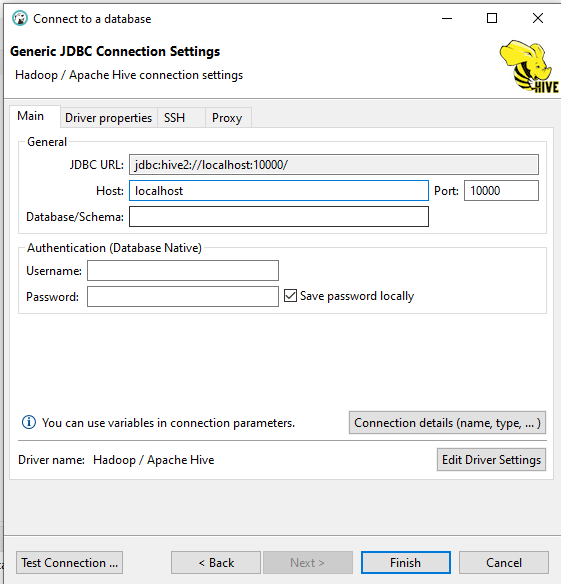 Connect to a database
Generic JDBC Connection Settings
Hadoop / Apache Hive connection settings
HIVE
Main Driver properties SSH Proxy
General
JDBC URL: jdbc:hive2://localhost:10000/
Host: localhost Port: 10000
Database/Schema:
Authentication (Database Native)
Username:
Password: Save password locally
You can use variables in connection parameters. Connection details (name, type, ... )
Driver name: Hadoop / Apache Hive Edit Driver Settings
Test Connection ... < Back Next > Finish Cancel